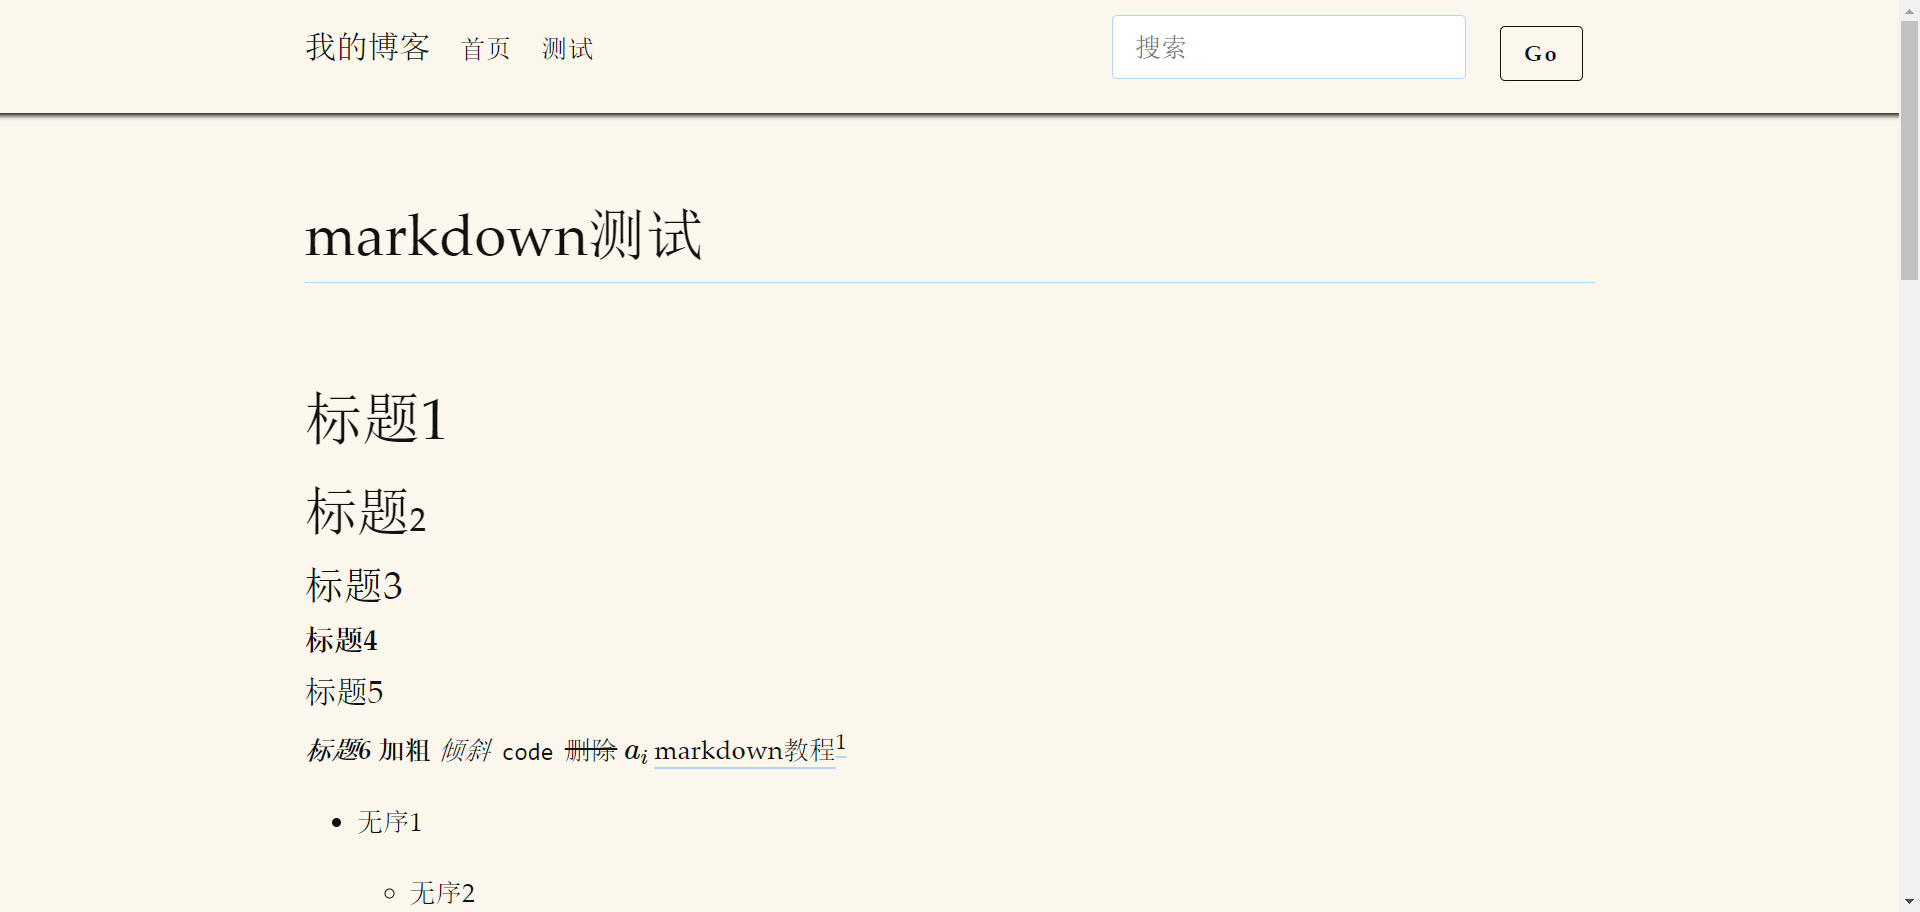 我的博客 首页 测试 搜索 Go
markdown测试
标题1
标题2
标题3
标题4
标题5
标题6 加粗 倾斜 code 删除 aᵢ markdown教程¹
无序1
无序2